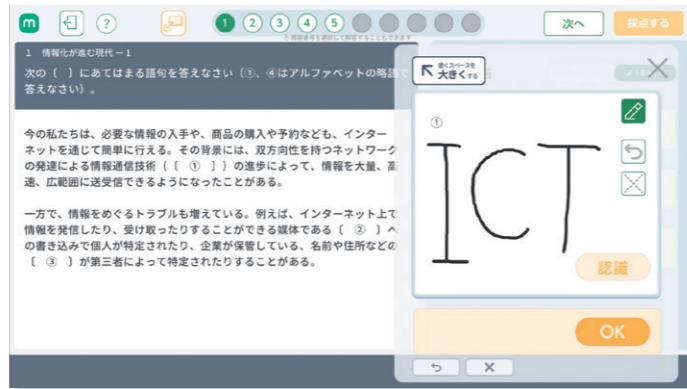 m
?
1 2 3 4 5
次へ
採点する
1 情報化が進む現代－1
次の〔 〕にあてはまる語句を答えなさい（①、④はアルファベットの略語で
答えなさい）。
書くスペースを
大きくする
今の私たちは、必要な情報の入手や、商品の購入や予約なども、インター
ネットを通じて簡単に行える。その背景には、双方向性を持つネットワーク
の発達による情報通信技術（〔 ① 〕）の進歩によって、情報を大量、高
速、広範囲に送受信できるようになったことがある。
一方で、情報をめぐるトラブルも増えている。例えば、インターネット上で
情報を発信したり、受け取ったりすることができる媒体である〔 ② 〕へ
の書き込みで個人が特定されたり、企業が保管している、名前や住所などの
〔 ③ 〕が第三者によって特定されたりすることがある。
①
ICT
認識
OK